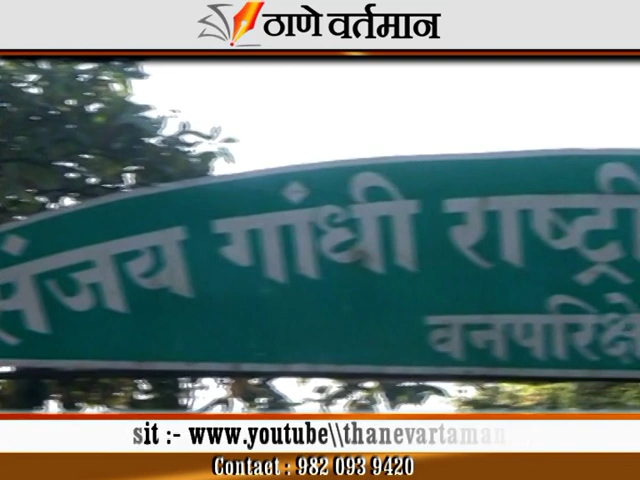 ठाणे वर्तमान
संजय गांधी राष्ट्री
वनपरिक्षे
sit :- www.youtube\\thanevartaman
Contact : 982 093 9420